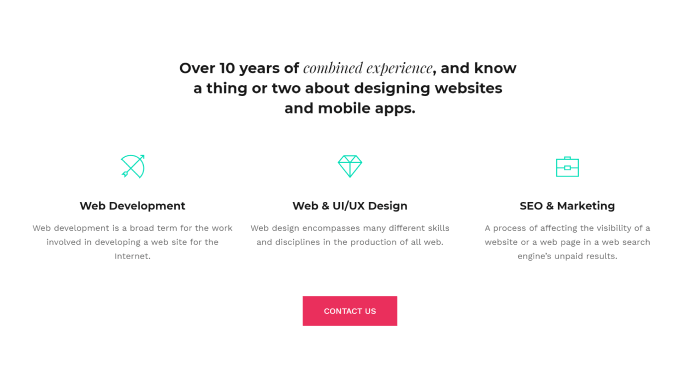 Over 10 years of combined experience, and know
a thing or two about designing websites
and mobile apps.
Web Development
Web development is a broad term for the work
involved in developing a web site for the
Internet.
Web & UI/UX Design
Web design encompasses many different skills
and disciplines in the production of all web.
SEO & Marketing
A process of affecting the visibility of a
website or a web page in a web search
engine's unpaid results.
CONTACT US